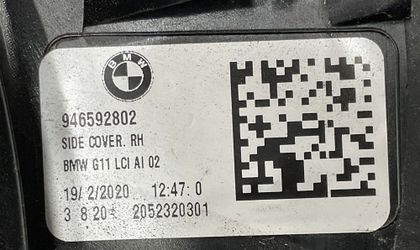 BMW
946592802
SIDE COVER. RH
BMW G11 LCI AI 02
19/2/2020 12:47:0
3 8 20 2052320301